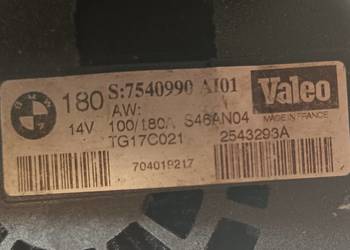 BMW 180 S:7540990 AI01 Valeo
AW:
14V 100/180A S46AN04 MADE IN FRANCE
TG17C021 2543293A
704019217